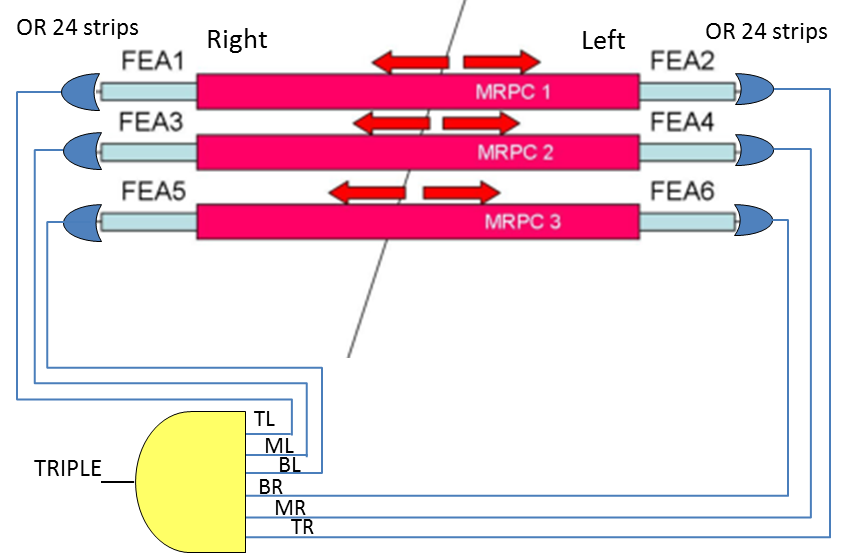 OR 24 strips
Right
Left
OR 24 strips
FEA1
FEA2
MRPC 1
FEA3
FEA4
MRPC 2
FEA5
FEA6
MRPC 3
TL
ML
BL
TRIPLE
BR
MR
TR